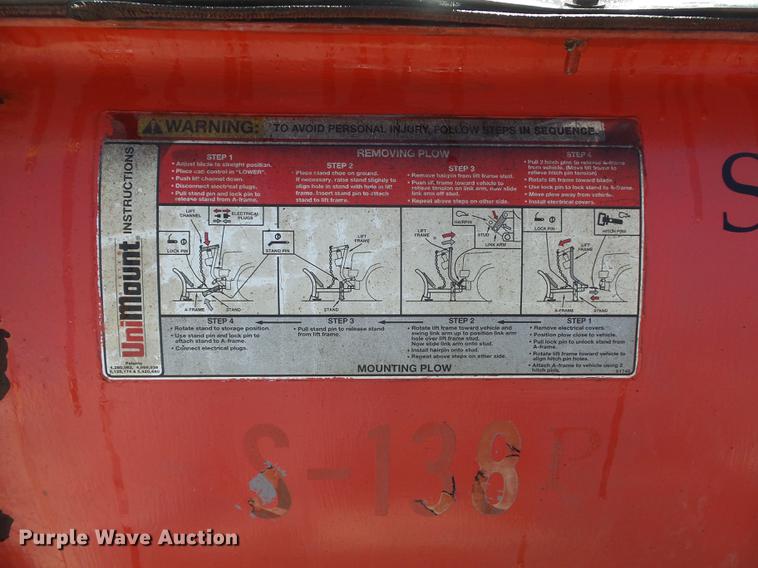 WARNING: TO AVOID PERSONAL INJURY, FOLLOW STEPS IN SEQUENCE.
REMOVING PLOW
STEP 1
• Adjust blade to straight position.
• Place cab control in "LOWER".
• Push lift channel down.
• Disconnect electrical plugs.
• Pull stand pin and lock pin to
release stand from A-frame.
STEP 2
Place stand shoe on ground.
If necessary, raise stand slightly to
align hole in stand with hole in lift
frame. Insert stand pin to attach
stand to lift frame.
STEP 3
• Remove hairpin from lift frame stud.
• Push lift frame toward vehicle to
release tension on link arm, now slide
link arm off stud.
• Repeat above steps on other side.
STEP 4
• Pull 2 hitch pins to release A-frame
from vehicle. (Move lift frame to
relieve hitch pin tension)
• Rotate lift frame toward blade.
• Use lock pin to lock stand to A-frame.
• Move plow away from vehicle.
• Install electrical covers.
UniMount INSTRUCTIONS
LIFT
CHANNEL
ELECTRICAL
PLUGS
LOCK PIN
A-FRAME
STAND
STAND PIN
LIFT
FRAME
STAND
LIFT
FRAME
HAIRPIN
STUD
LINK ARM
LOCK PIN
LIFT
FRAME
HITCH PINS
A-FRAME
STAND
STEP 4
• Rotate stand to storage position.
• Use stand pin and lock pin to
attach stand to A-frame.
• Connect electrical plugs.
STEP 3
• Pull stand pin to release stand
from lift frame.
STEP 2
• Rotate lift frame toward vehicle and
swing link arm up to position link arm
hole over lift frame stud.
Now slide link arm onto stud.
• Install hairpin onto stud.
• Repeat above steps on other side.
STEP 1
• Remove electrical covers.
• Position plow close to vehicle.
• Pull lock pin to unlock stand from
A-frame.
• Rotate lift frame toward vehicle to
align hitch pin holes.
• Attach A-frame to vehicle using 2
hitch pins.
MOUNTING PLOW
Patents
S
S-138
Purple Wave Auction